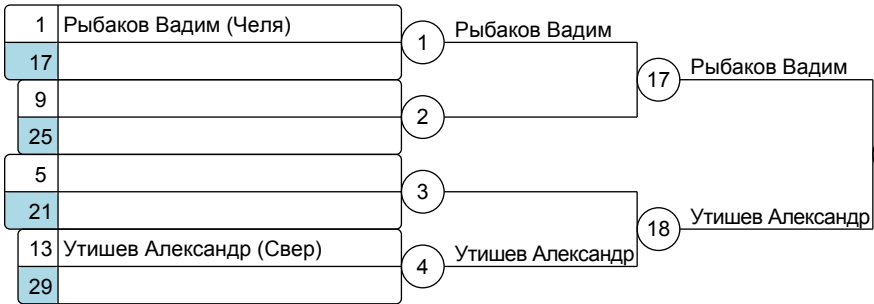 1 Рыбаков Вадим (Челя)
17
1 Рыбаков Вадим
9
25
2
17 Рыбаков Вадим
5
21
3
13 Утишев Александр (Свер)
29
4 Утишев Александр
18 Утишев Александр